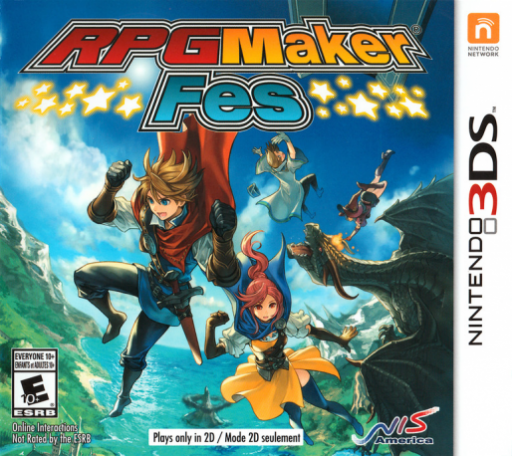 RPG Maker
Fes
NINTENDO
NETWORK
NINTENDO 3DS™
EVERYONE 10+
ENFANTS et ADULTES 10+
E
10+
ESRB
Online Interactions
Not Rated by the ESRB
Plays only in 2D / Mode 2D seulement
NIS
America